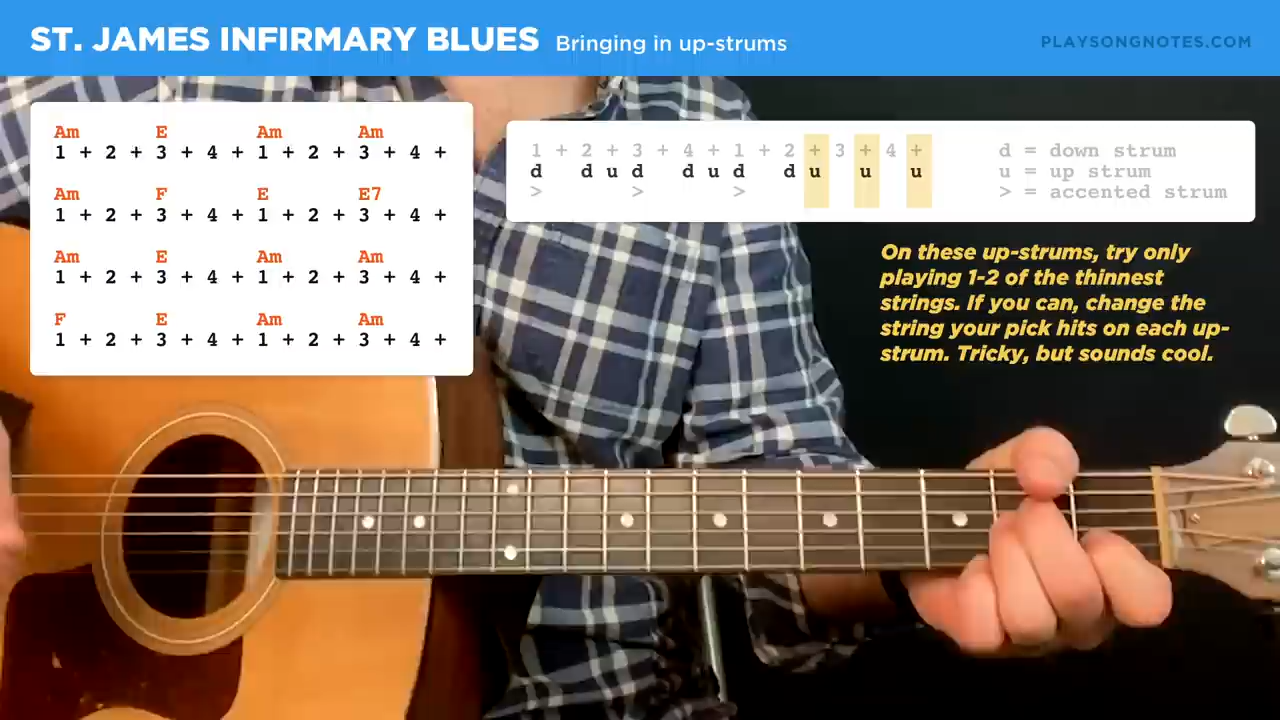 ST. JAMES INFIRMARY BLUES Bringing in up-strums
PLAYSONGNOTES.COM
Am E Am Am
1 + 2 + 3 + 4 + 1 + 2 + 3 + 4 +
Am F E E7
1 + 2 + 3 + 4 + 1 + 2 + 3 + 4 +
Am E Am Am
1 + 2 + 3 + 4 + 1 + 2 + 3 + 4 +
F E Am Am
1 + 2 + 3 + 4 + 1 + 2 + 3 + 4 +
1 + 2 + 3 + 4 + 1 + 2 + 3 + 4 + d = down strum
d d u d d u d d u u u u = up strum
> > > > = accented strum
On these up-strums, try only
playing 1-2 of the thinnest
strings. If you can, change the
string your pick hits on each up-
strum. Tricky, but sounds cool.